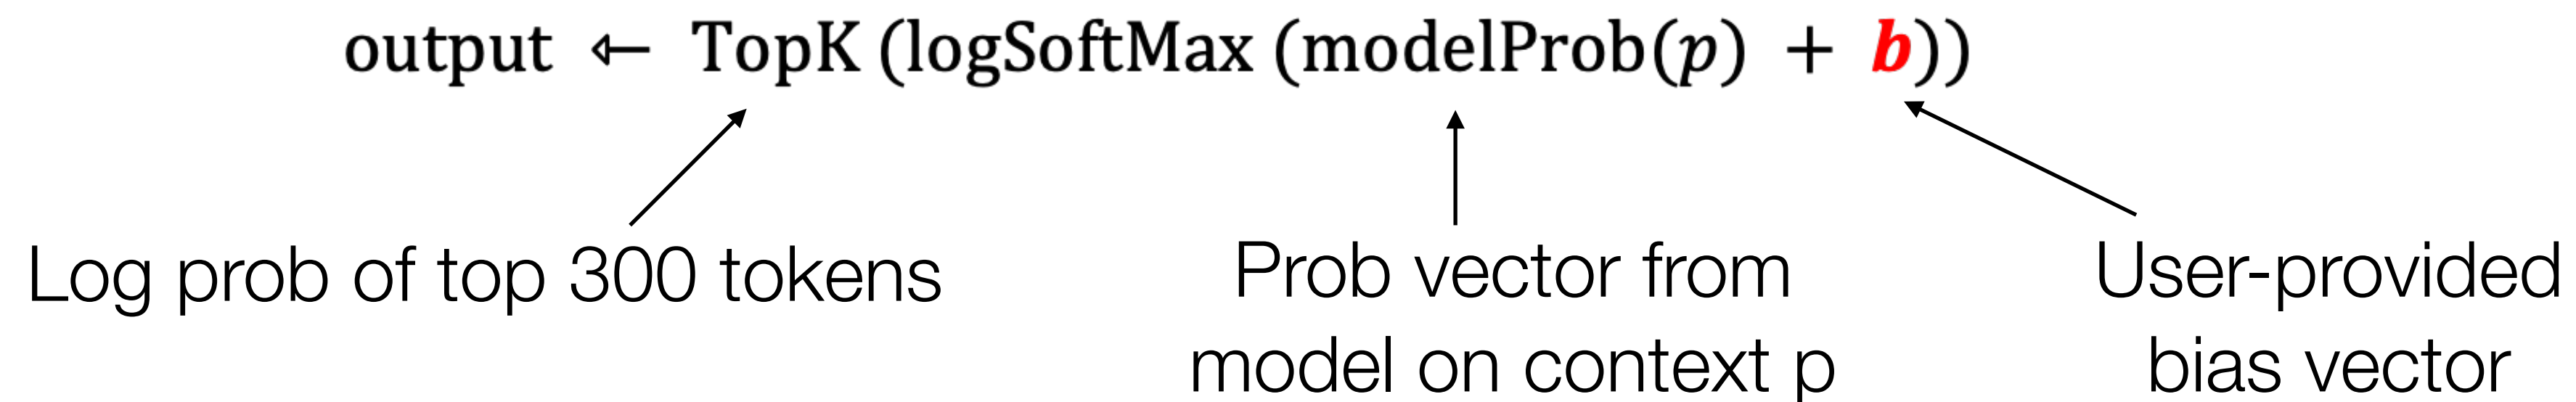 output ← TopK (logSoftMax (modelProb(p) + b))
Log prob of top 300 tokens
Prob vector from
model on context p
User-provided
bias vector